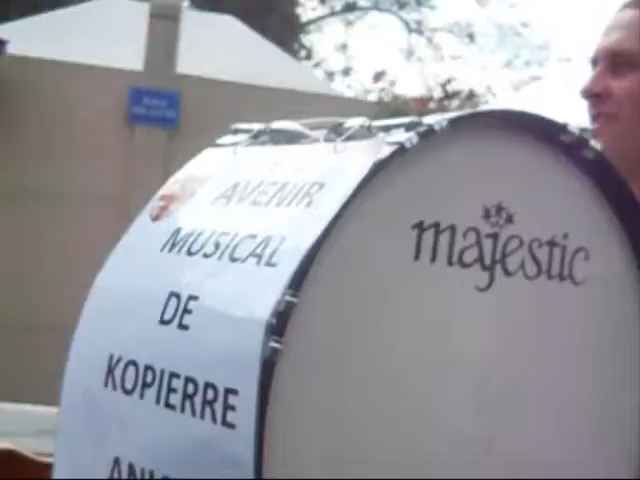 AVENIR
MUSICAL
DE
KOPIERRE
majestic